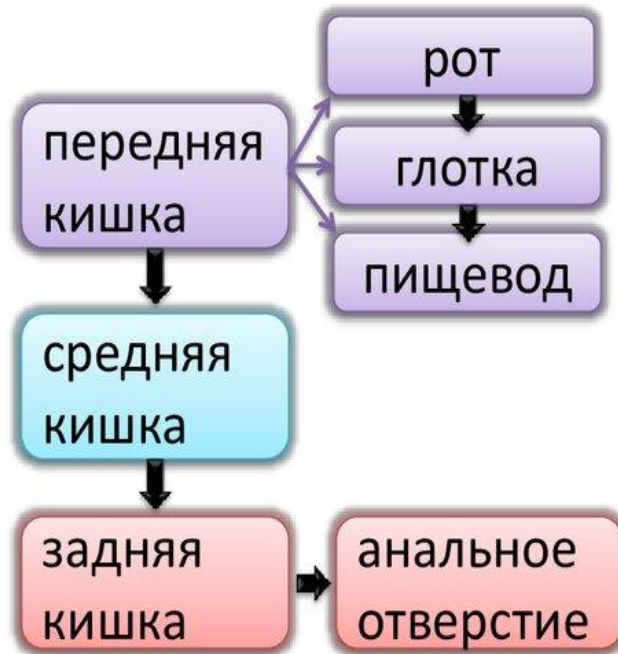 рот
передняя
кишка
глотка
пищевод
средняя
кишка
задняя
кишка
анальное
отверстие